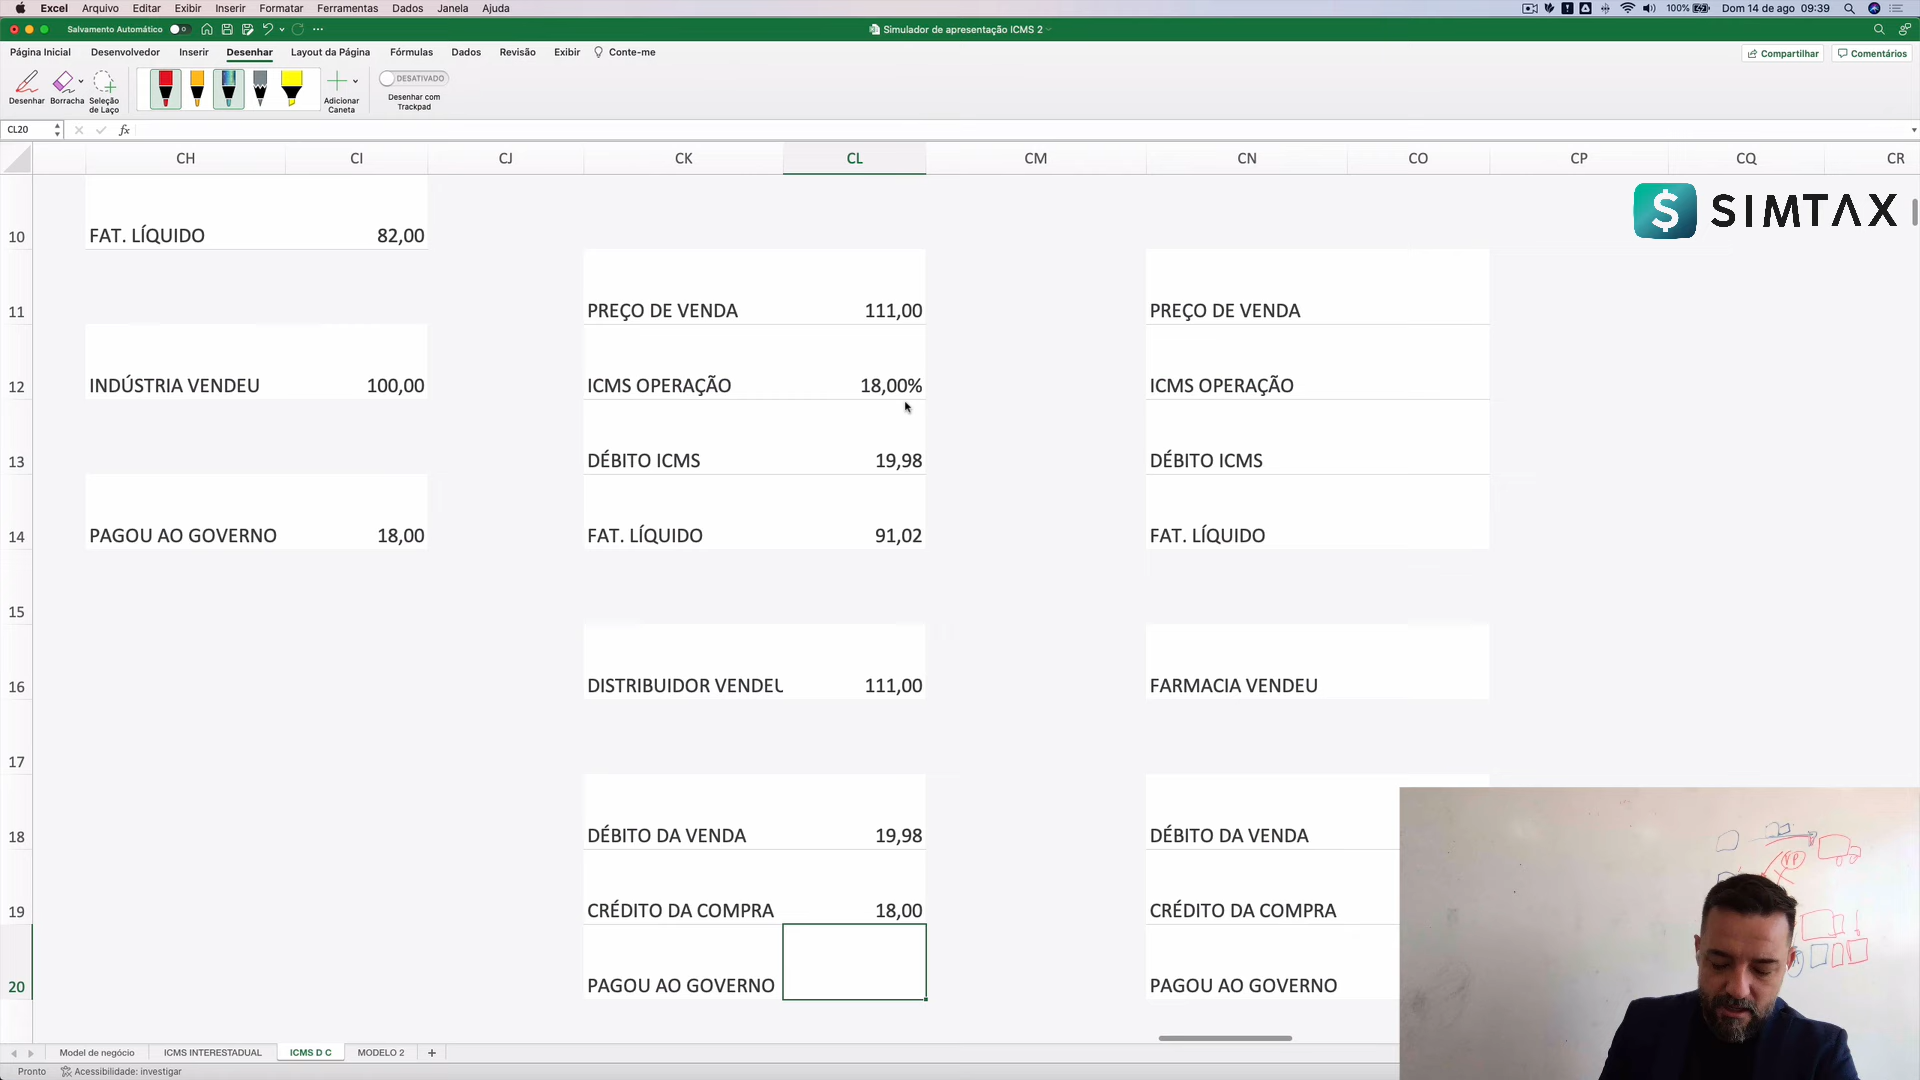 Excel Arquivo Editar Exibir Inserir Formatar Ferramentas Dados Janela Ajuda 100% Dom 14 de ago 09:39
Salvamento Automático Simulador de apresentação ICMS 2
Página Inicial Desenvolvedor Inserir Desenhar Layout da Página Fórmulas Dados Revisão Exibir Conte-me Compartilhar Comentários
DESATIVADO
Desenhar Borracha Seleção de Laço Adicionar Caneta Desenhar com Trackpad
CL20 fx
CH CI CJ CK CL CM CN CO CP CQ CR
SIMTAX
10 FAT. LÍQUIDO 82,00
11 PREÇO DE VENDA 111,00 PREÇO DE VENDA
12 INDÚSTRIA VENDEU 100,00 ICMS OPERAÇÃO 18,00% ICMS OPERAÇÃO
13 DÉBITO ICMS 19,98 DÉBITO ICMS
14 PAGOU AO GOVERNO 18,00 FAT. LÍQUIDO 91,02 FAT. LÍQUIDO
15
16 DISTRIBUIDOR VENDEU 111,00 FARMACIA VENDEU
17
18 DÉBITO DA VENDA 19,98 DÉBITO DA VENDA
19 CRÉDITO DA COMPRA 18,00 CRÉDITO DA COMPRA
20 PAGOU AO GOVERNO PAGOU AO GOVERNO
Model de negócio ICMS INTERESTADUAL ICMS D C MODELO 2 +
Pronto Acessibilidade: investigar